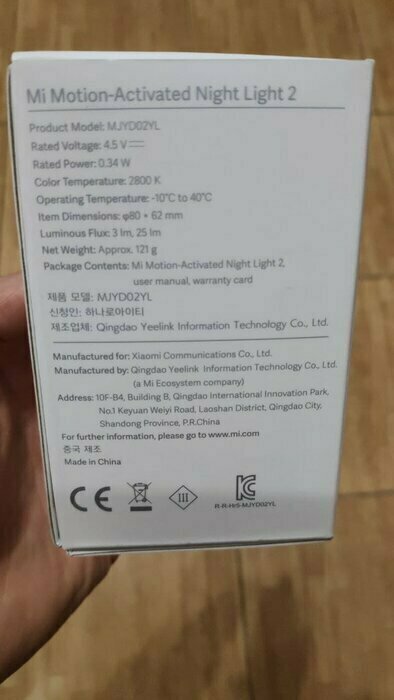 Mi Motion-Activated Night Light 2
Product Model: MJYD02YL
Rated Voltage: 4.5 V⎓
Rated Power: 0.34 W
Color Temperature: 2800 K
Operating Temperature: -10°C to 40°C
Item Dimensions: φ80 × 62 mm
Luminous Flux: 3 lm, 25 lm
Net Weight: Approx. 121 g
Package Contents: Mi Motion-Activated Night Light 2,
user manual, warranty card
제품 모델: MJYD02YL
신청인: 하나로아이티
제조업체: Qingdao Yeelink Information Technology Co., Ltd.
Manufactured for: Xiaomi Communications Co., Ltd.
Manufactured by: Qingdao Yeelink Information Technology Co., Ltd.
(a Mi Ecosystem company)
Address: 10F-B4, Building B, Qingdao International Innovation Park,
No.1 Keyuan Weiyi Road, Laoshan District, Qingdao City,
Shandong Province, P.R.China
For further information, please go to www.mi.com
중국 제조
Made in China
CE III KC
R-R-Hr5-MJYD02YL